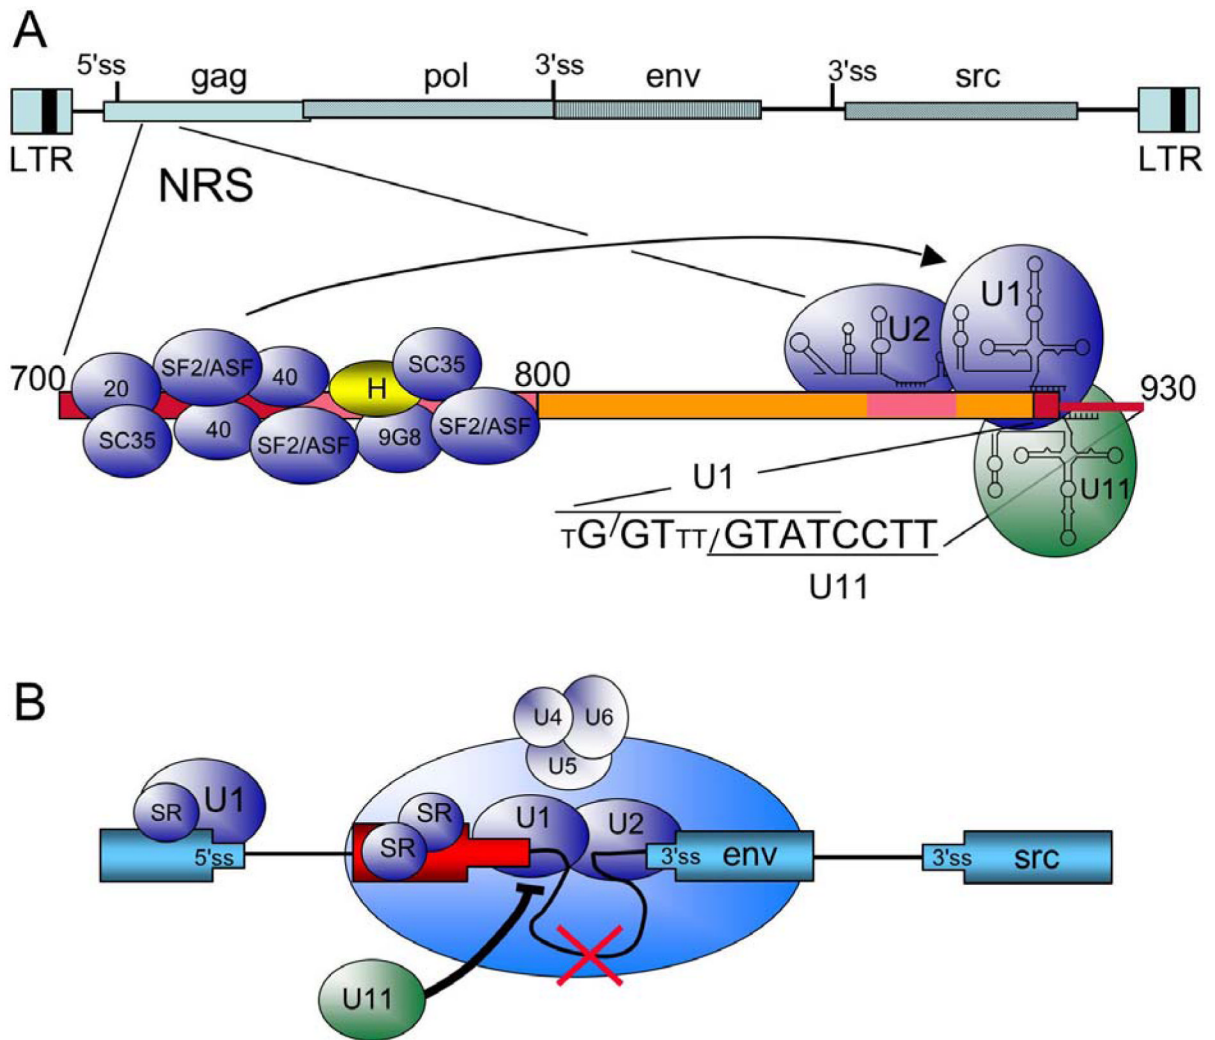 A
5'ss gag pol 3'ss env 3'ss src
LTR LTR
NRS
U1
U2
700 20 SF2/ASF 40 H SC35 800 930
SC35 40 SF2/ASF 9G8 SF2/ASF
U1
U11
TG/GTTT/GTATCCTT
U11
B
U4 U6
U5
SR U1 SR U1 U2
SR
5'ss 3'ss env 3'ss src
U11